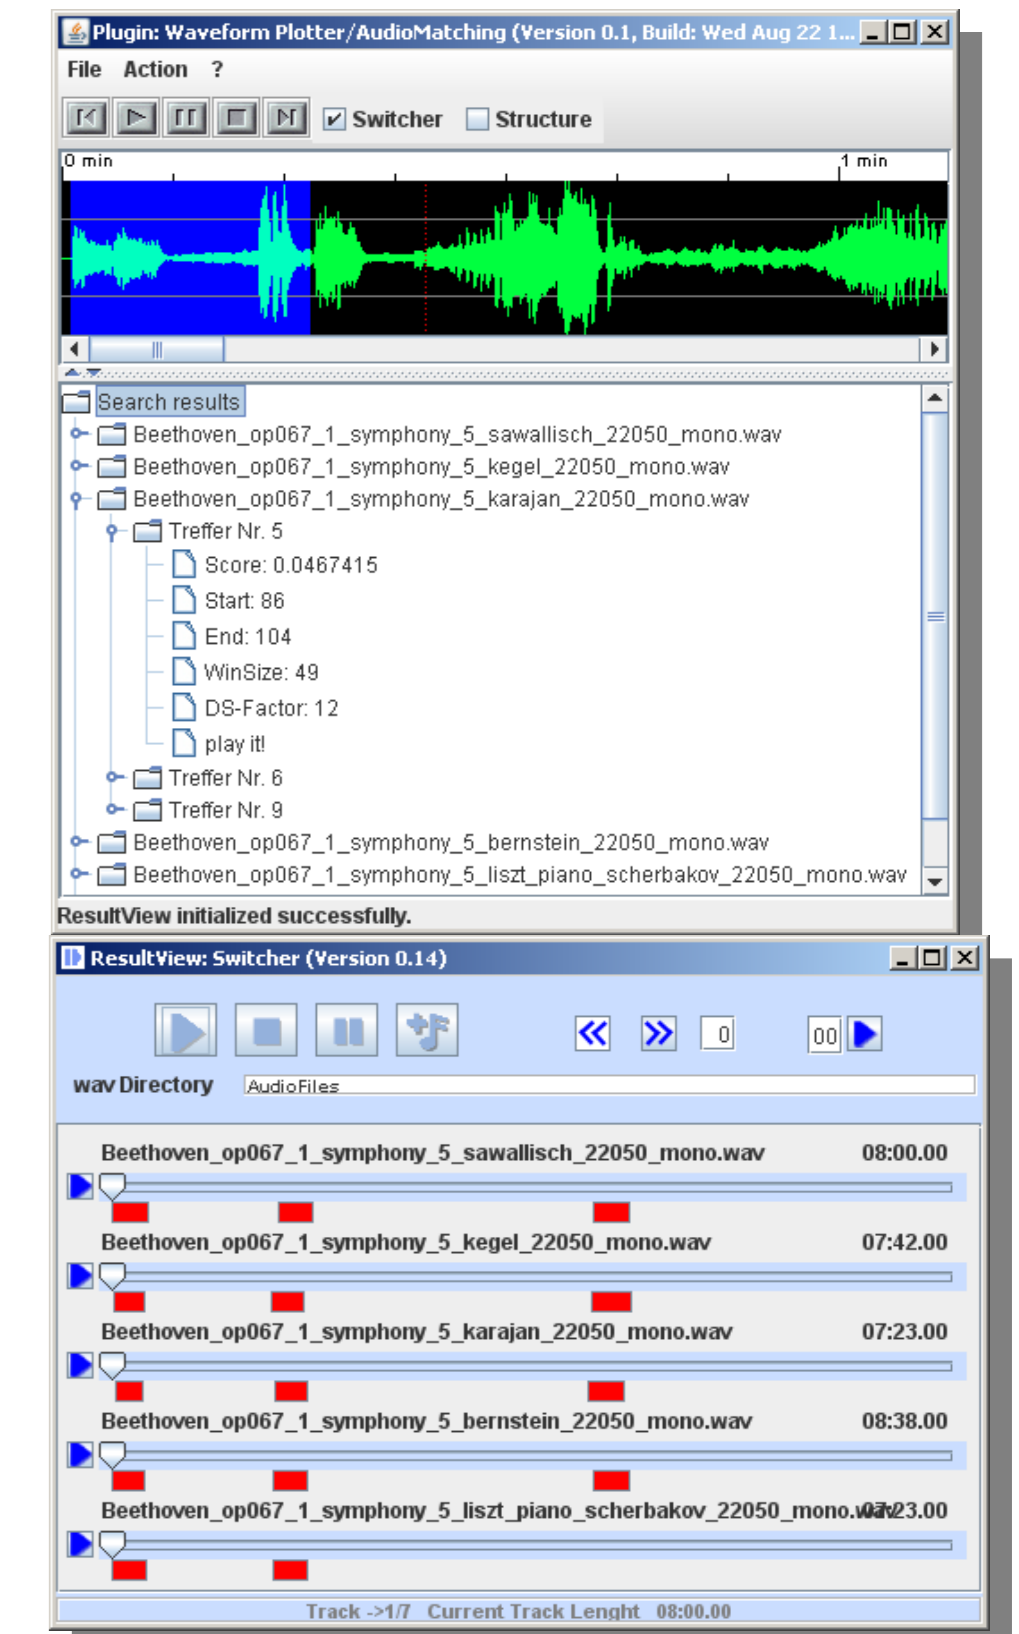 Plugin: Waveform Plotter/AudioMatching (Version 0.1, Build: Wed Aug 22 1...
File Action ?
Switcher Structure
0 min 1 min
Search results
Beethoven_op067_1_symphony_5_sawallisch_22050_mono.wav
Beethoven_op067_1_symphony_5_kegel_22050_mono.wav
Beethoven_op067_1_symphony_5_karajan_22050_mono.wav
Treffer Nr. 5
Score: 0.0467415
Start: 86
End: 104
WinSize: 49
DS-Factor: 12
play it!
Treffer Nr. 6
Treffer Nr. 9
Beethoven_op067_1_symphony_5_bernstein_22050_mono.wav
Beethoven_op067_1_symphony_5_liszt_piano_scherbakov_22050_mono.wav
ResultView initialized successfully.
ResultView: Switcher (Version 0.14)
0 00
wav Directory AudioFiles
Beethoven_op067_1_symphony_5_sawallisch_22050_mono.wav 08:00.00
Beethoven_op067_1_symphony_5_kegel_22050_mono.wav 07:42.00
Beethoven_op067_1_symphony_5_karajan_22050_mono.wav 07:23.00
Beethoven_op067_1_symphony_5_bernstein_22050_mono.wav 08:38.00
Beethoven_op067_1_symphony_5_liszt_piano_scherbakov_22050_mono.wav 07:23.00
Track ->1/7 Current Track Lenght 08:00.00